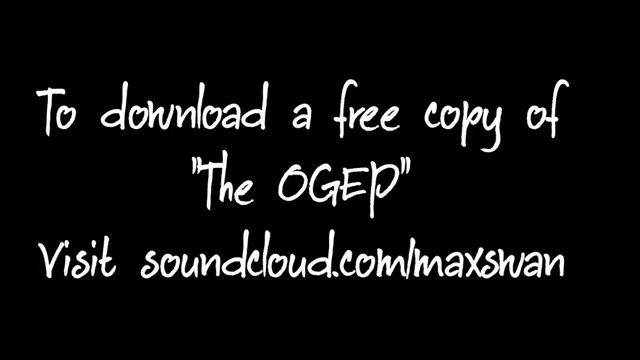 To download a free copy of
"The OGEP"
Visit soundcloud.com/maxswan